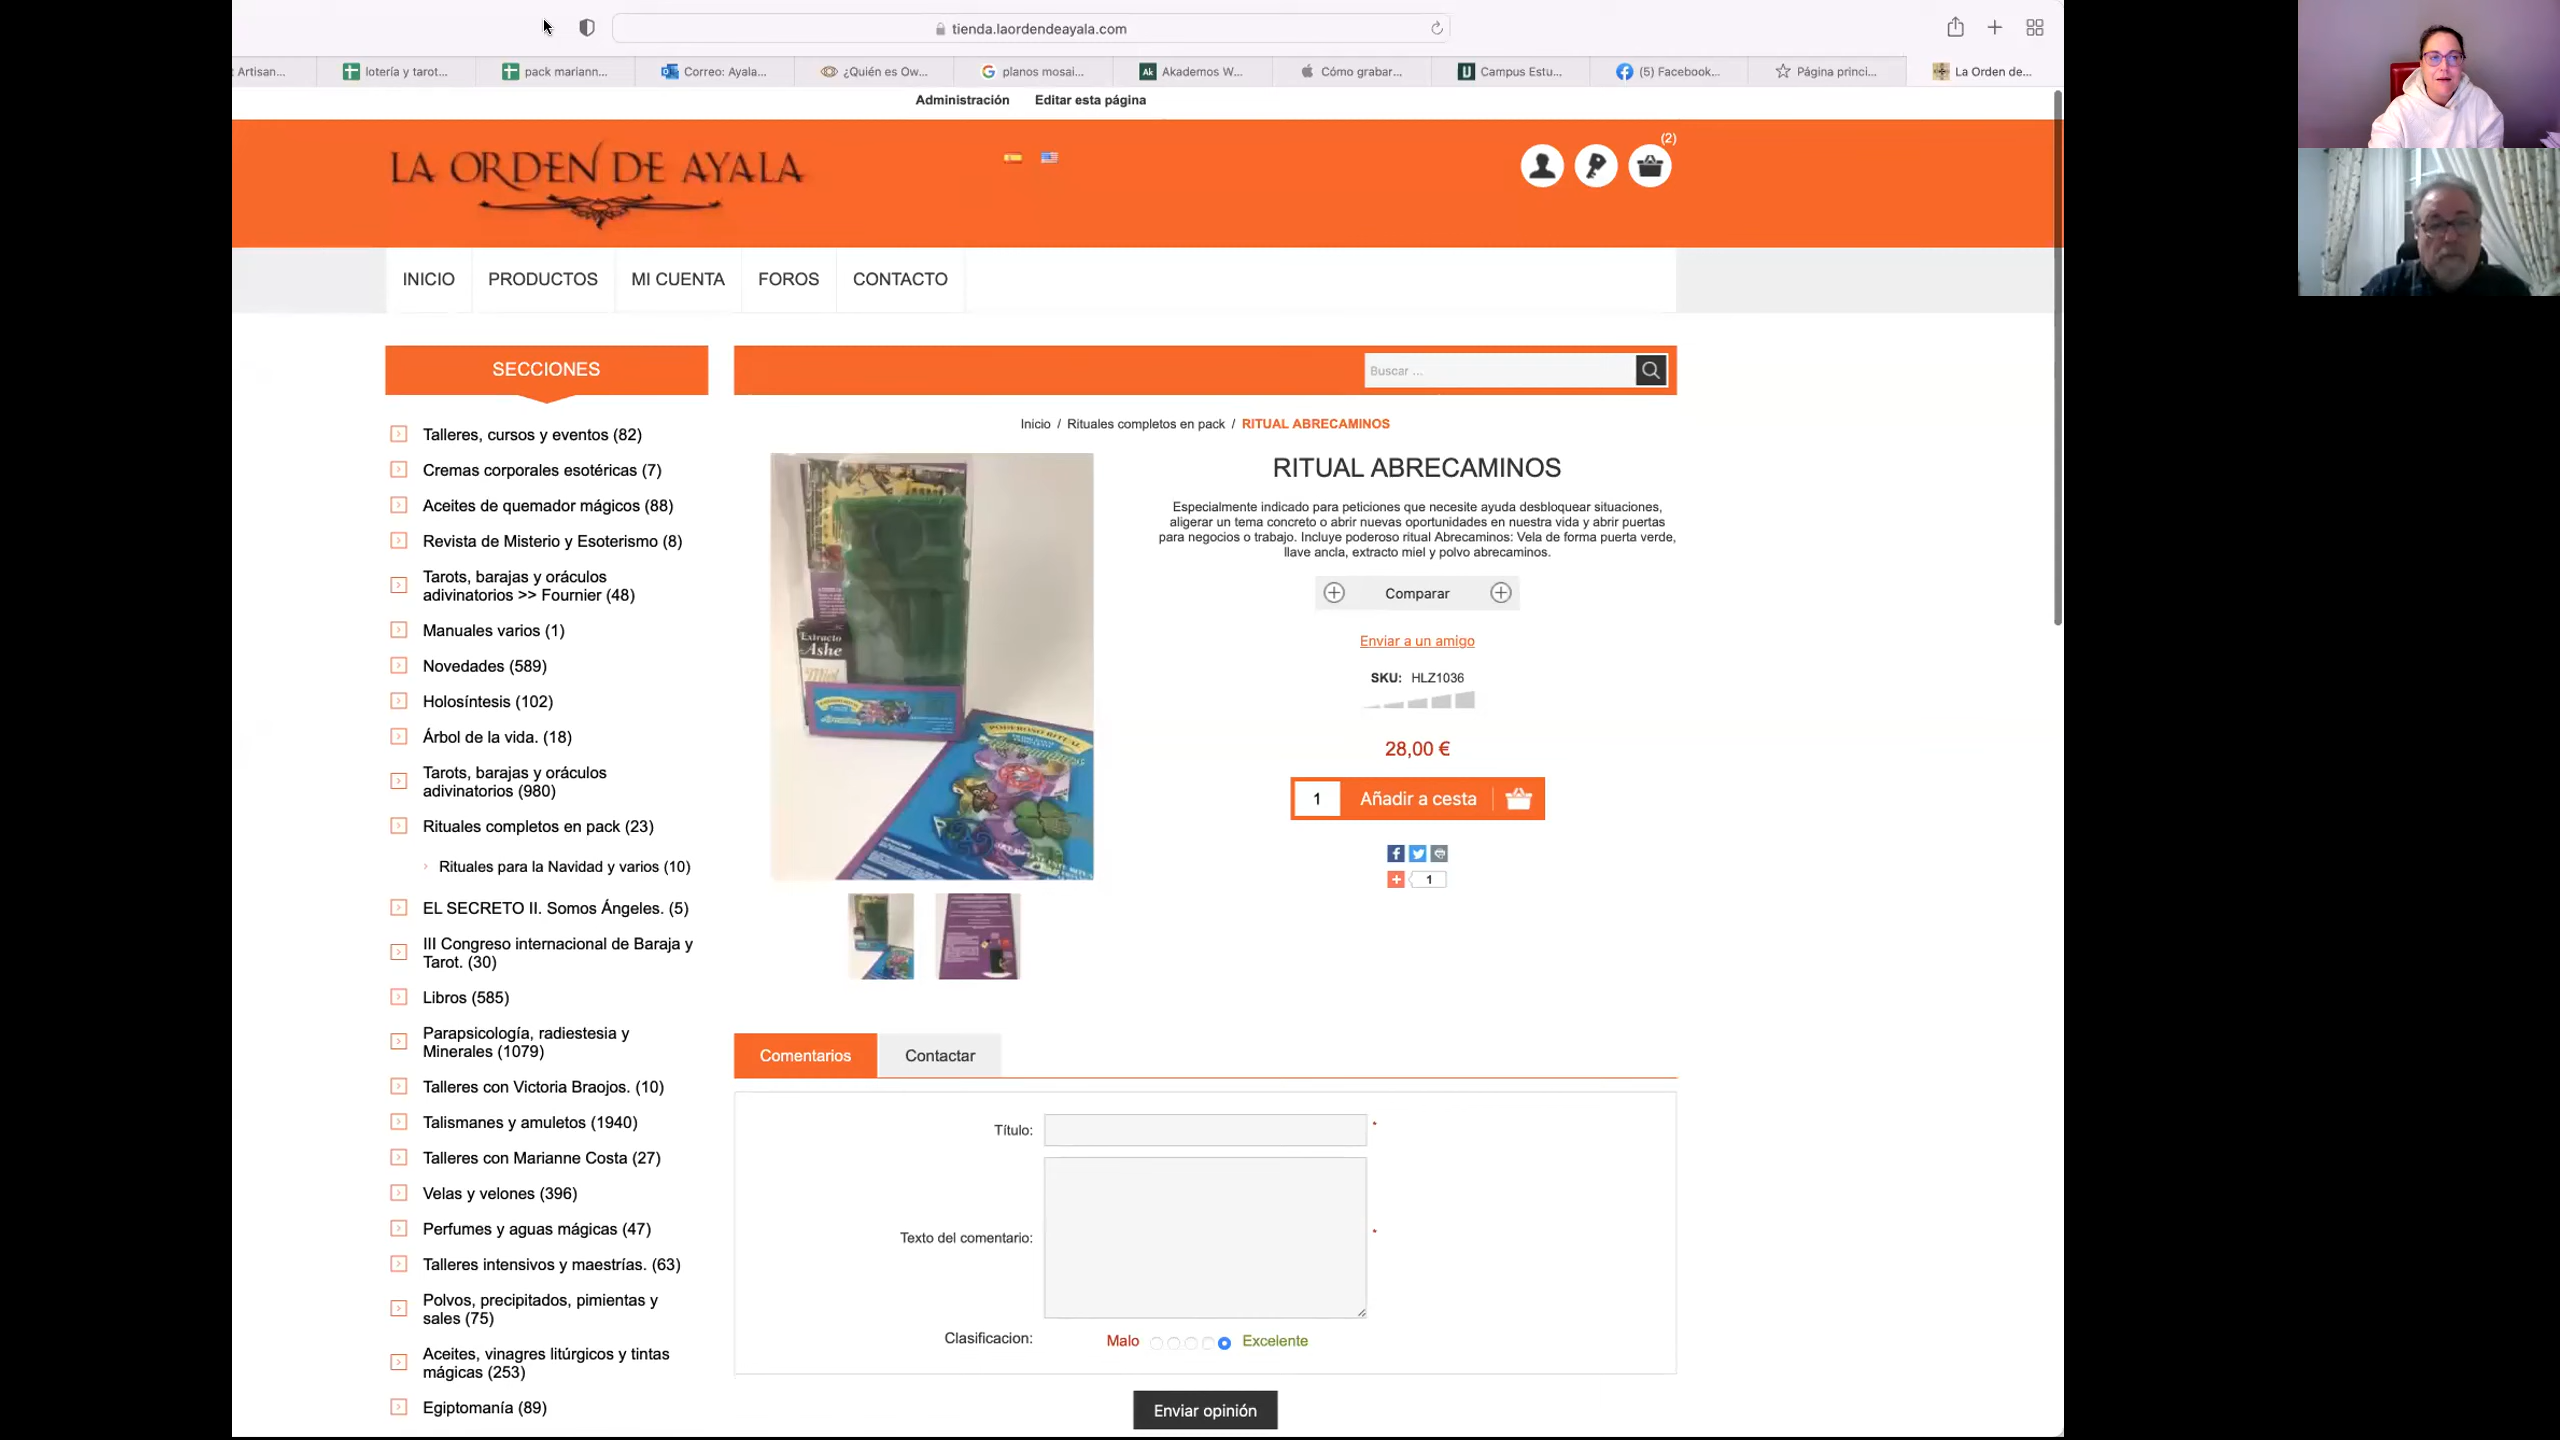 tienda.laordendeayala.com
Artisan...
lotería y tarot...
pack mariann...
Correo: Ayala...
¿Quién es Ow...
planos mosai...
Akademos W...
Cómo grabar...
Campus Estu...
(5) Facebook...
Página princi...
La Orden de...
Administración
Editar esta página
LA ORDEN DE AYALA
(2)
INICIO
PRODUCTOS
MI CUENTA
FOROS
CONTACTO
SECCIONES
Buscar ...
Talleres, cursos y eventos (82)
Cremas corporales esotéricas (7)
Aceites de quemador mágicos (88)
Revista de Misterio y Esoterismo (8)
Tarots, barajas y oráculos
adivinatorios >> Fournier (48)
Manuales varios (1)
Novedades (589)
Holosíntesis (102)
Árbol de la vida. (18)
Tarots, barajas y oráculos
adivinatorios (980)
Rituales completos en pack (23)
Rituales para la Navidad y varios (10)
EL SECRETO II. Somos Ángeles. (5)
III Congreso internacional de Baraja y
Tarot. (30)
Libros (585)
Parapsicología, radiestesia y
Minerales (1079)
Talleres con Victoria Braojos. (10)
Talismanes y amuletos (1940)
Talleres con Marianne Costa (27)
Velas y velones (396)
Perfumes y aguas mágicas (47)
Talleres intensivos y maestrías. (63)
Polvos, precipitados, pimientas y
sales (75)
Aceites, vinagres litúrgicos y tintas
mágicas (253)
Egiptomanía (89)
Inicio / Rituales completos en pack / RITUAL ABRECAMINOS
Extracto
Ashe
Miel
PODEROSO RITUAL
RITUAL ABRECAMINOS
Especialmente indicado para peticiones que necesite ayuda desbloquear situaciones,
aligerar un tema concreto o abrir nuevas oportunidades en nuestra vida y abrir puertas
para negocios o trabajo. Incluye poderoso ritual Abrecaminos: Vela de forma puerta verde,
llave ancla, extracto miel y polvo abrecaminos.
Comparar
Enviar a un amigo
SKU: HLZ1036
28,00 €
1 Añadir a cesta
1
Comentarios
Contactar
Título: *
Texto del comentario: *
Clasificacion: Malo Excelente
Enviar opinión